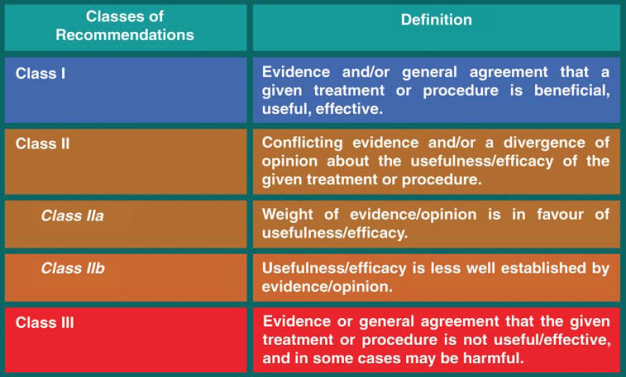 Classes of
Recommendations
Definition
Class I
Evidence and/or general agreement that a
given treatment or procedure is beneficial,
useful, effective.
Class II
Conflicting evidence and/or a divergence of
opinion about the usefulness/efficacy of the
given treatment or procedure.
Class IIa
Weight of evidence/opinion is in favour of
usefulness/efficacy.
Class IIb
Usefulness/efficacy is less well established by
evidence/opinion.
Class III
Evidence or general agreement that the given
treatment or procedure is not useful/effective,
and in some cases may be harmful.